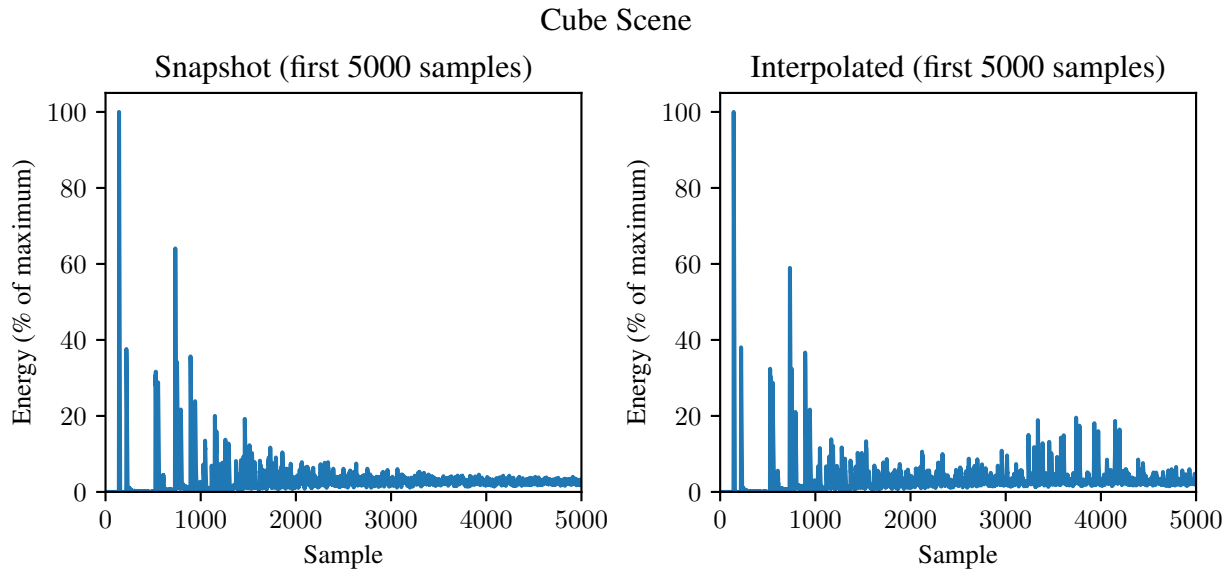 Cube Scene
Snapshot (first 5000 samples)
Energy (% of maximum)
100
80
60
40
20
0
0 1000 2000 3000 4000 5000
Sample
Interpolated (first 5000 samples)
Energy (% of maximum)
100
80
60
40
20
0
0 1000 2000 3000 4000 5000
Sample